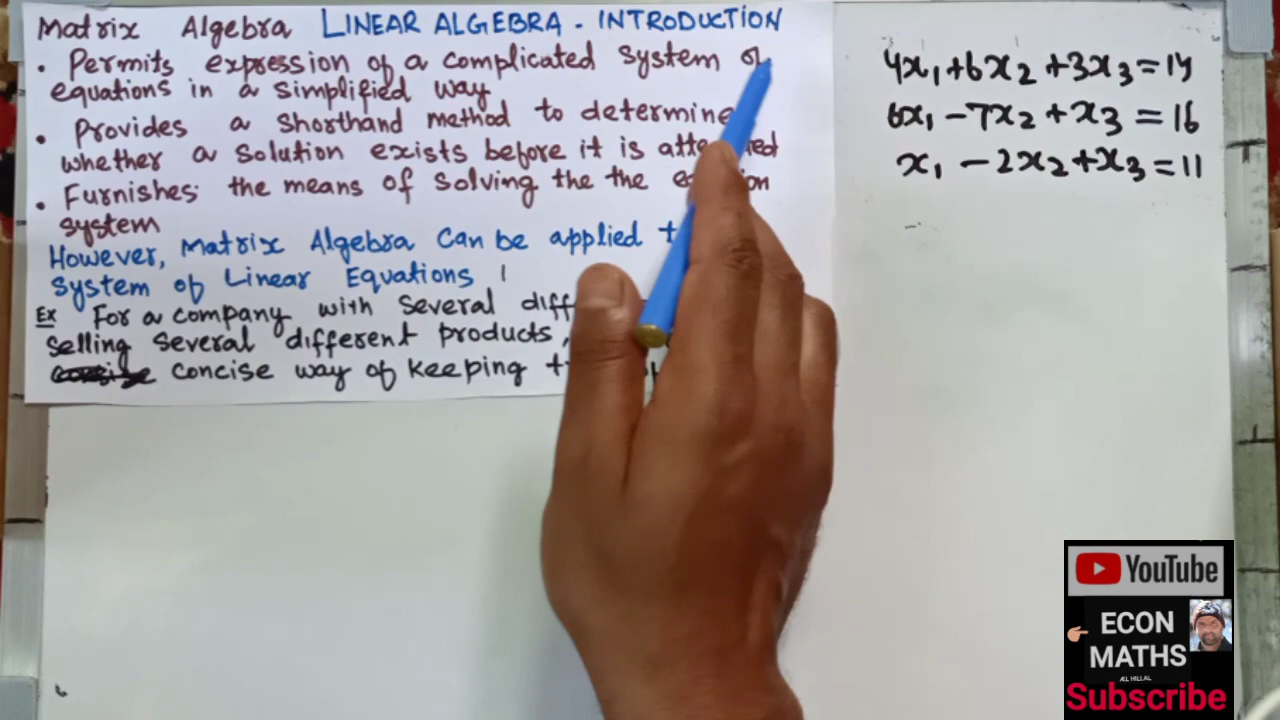 Matrix Algebra LINEAR ALGEBRA - INTRODUCTION
• Permits expression of a complicated system of
equations in a simplified way
• Provides a shorthand method to determine
whether a solution exists before it is
• Furnishes the means of solving the the
system
However, Matrix Algebra can be applied
system of Linear Equations
Ex For a company with several
selling several different products,
concise way of keeping
4x₁+6x₂+3x₃=14
6x₁-7x₂+x₃=16
x₁-2x₂+x₃=11
YouTube
ECON
MATHS
ALHILLAL
Subscribe